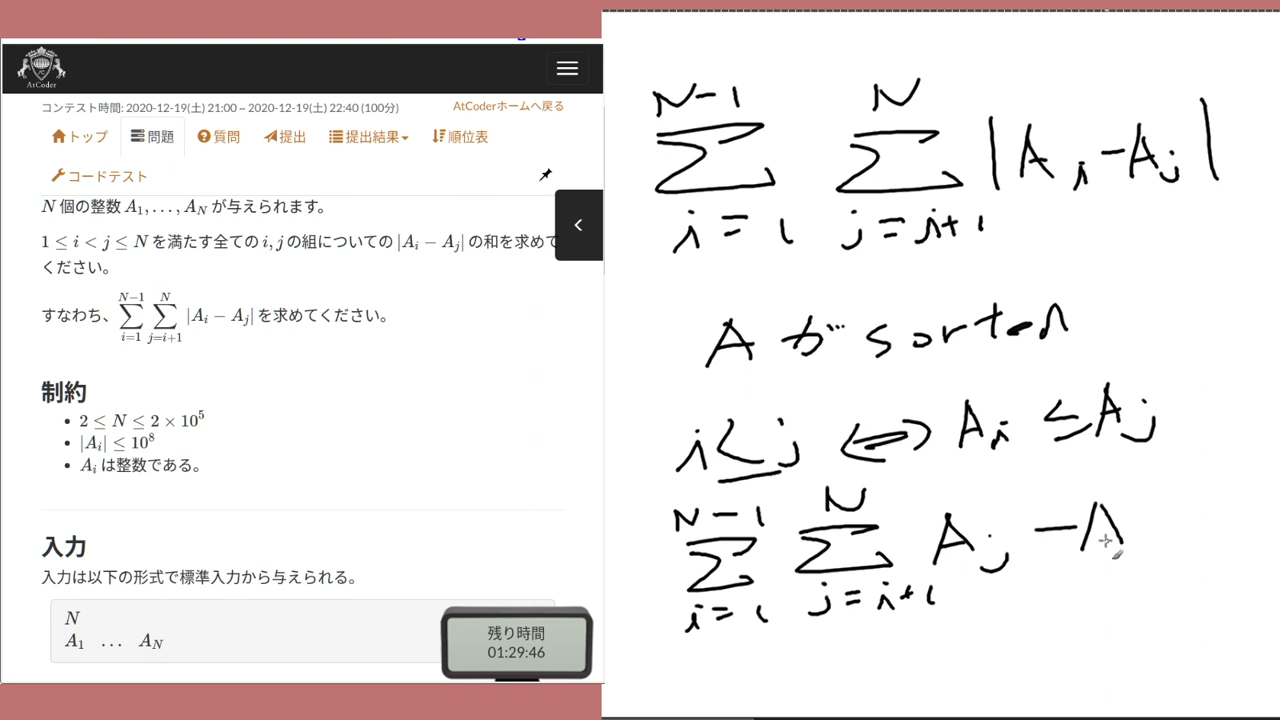 AtCoder
コンテスト時間: 2020-12-19(土) 21:00 ~ 2020-12-19(土) 22:40 (100分)
AtCoderホームへ戻る
トップ 問題 質問 提出 提出結果 順位表
コードテスト
N 個の整数 A_1, . . . , A_N が与えられます。
1 ≤ i < j ≤ N を満たす全ての i, j の組についての |A_i − A_j| の和を求めて
ください。
すなわち、\sum_{i=1}^{N-1} \sum_{j=i+1}^{N} |A_i − A_j| を求めてください。
制約
• 2 ≤ N ≤ 2 × 10^5
• |A_i| ≤ 10^8
• A_i は整数である。
入力
入力は以下の形式で標準入力から与えられる。
N
A_1 . . . A_N
残り時間
01:29:46
\sum_{i=1}^{N-1} \sum_{j=i+1}^{N} |A_i − A_j|
A が sorted
i < j ⇔ A_i ≤ A_j
\sum_{i=1}^{N-1} \sum_{j=i+1}^{N} A_j − A